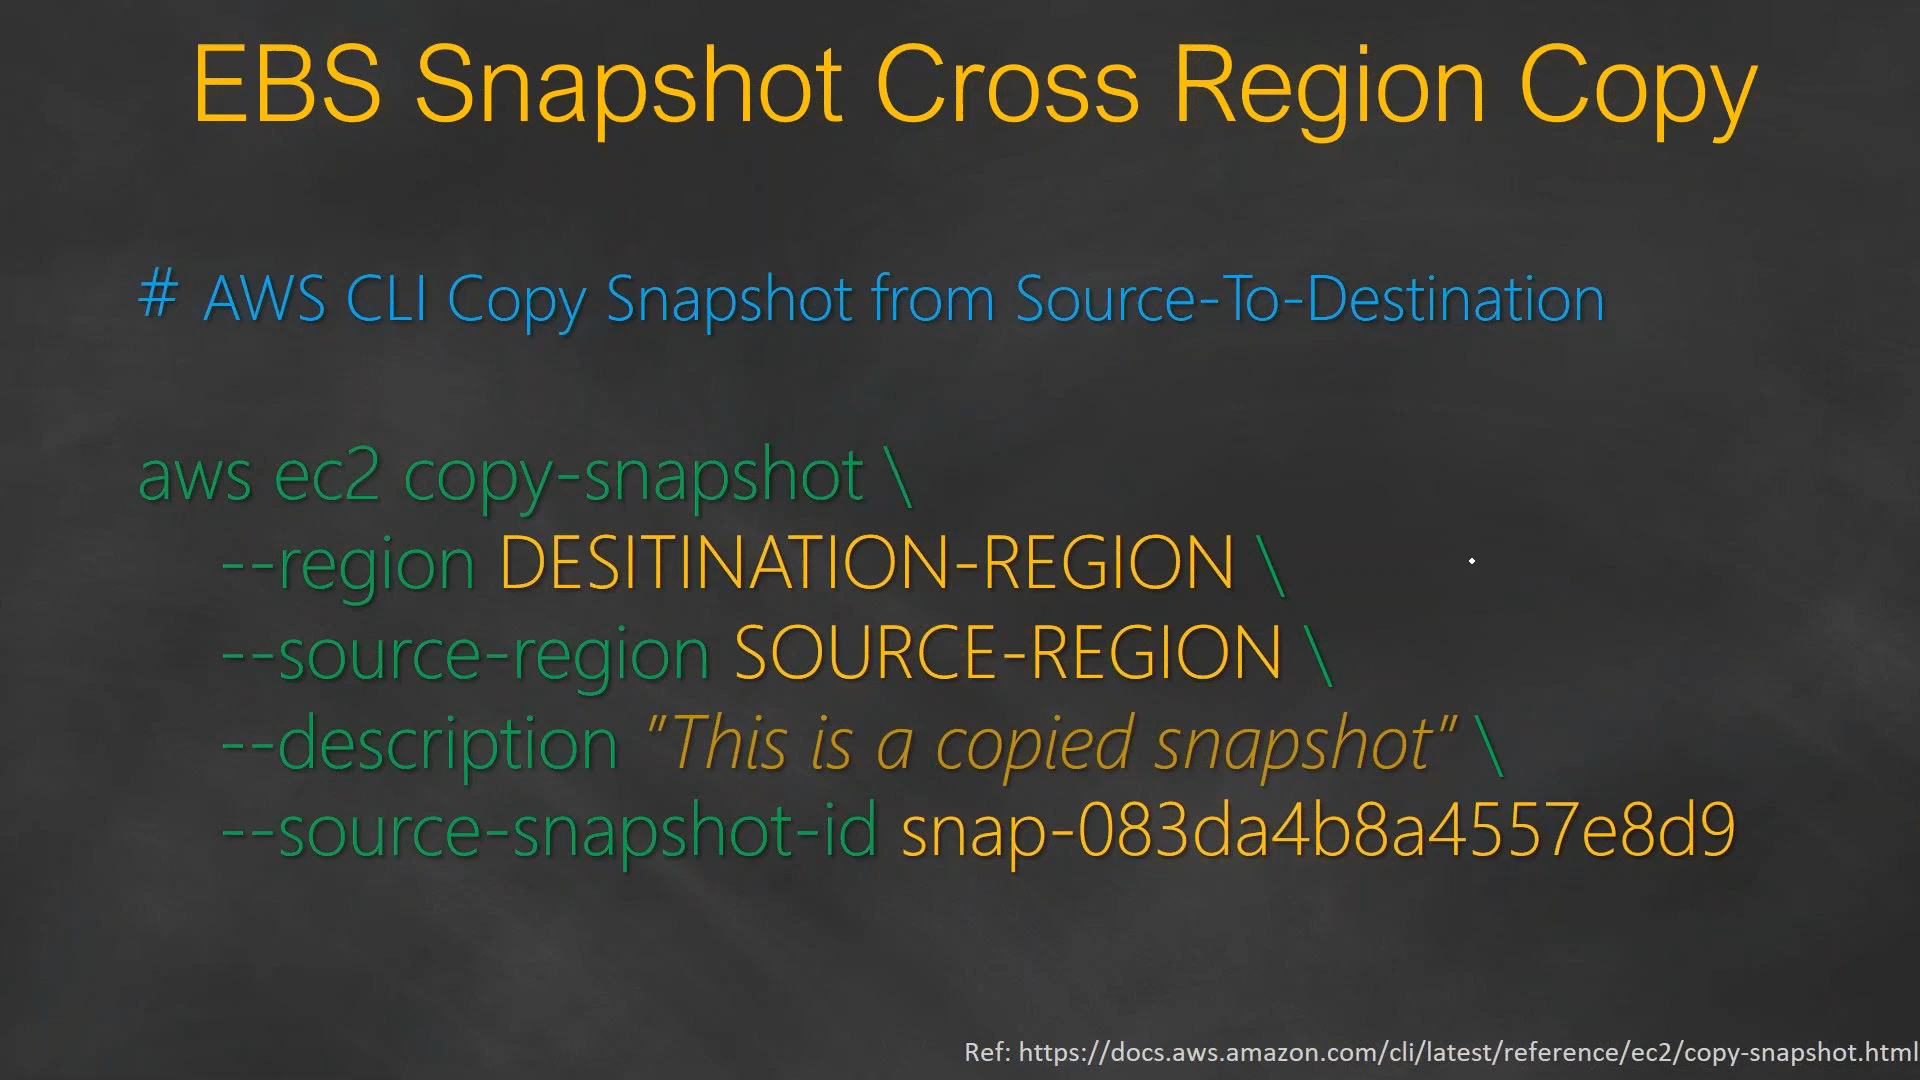 EBS Snapshot Cross Region Copy
# AWS CLI Copy Snapshot from Source-To-Destination
aws ec2 copy-snapshot \
--region DESITINATION-REGION \
--source-region SOURCE-REGION \
--description "This is a copied snapshot" \
--source-snapshot-id snap-083da4b8a4557e8d9
Ref: https://docs.aws.amazon.com/cli/latest/reference/ec2/copy-snapshot.html